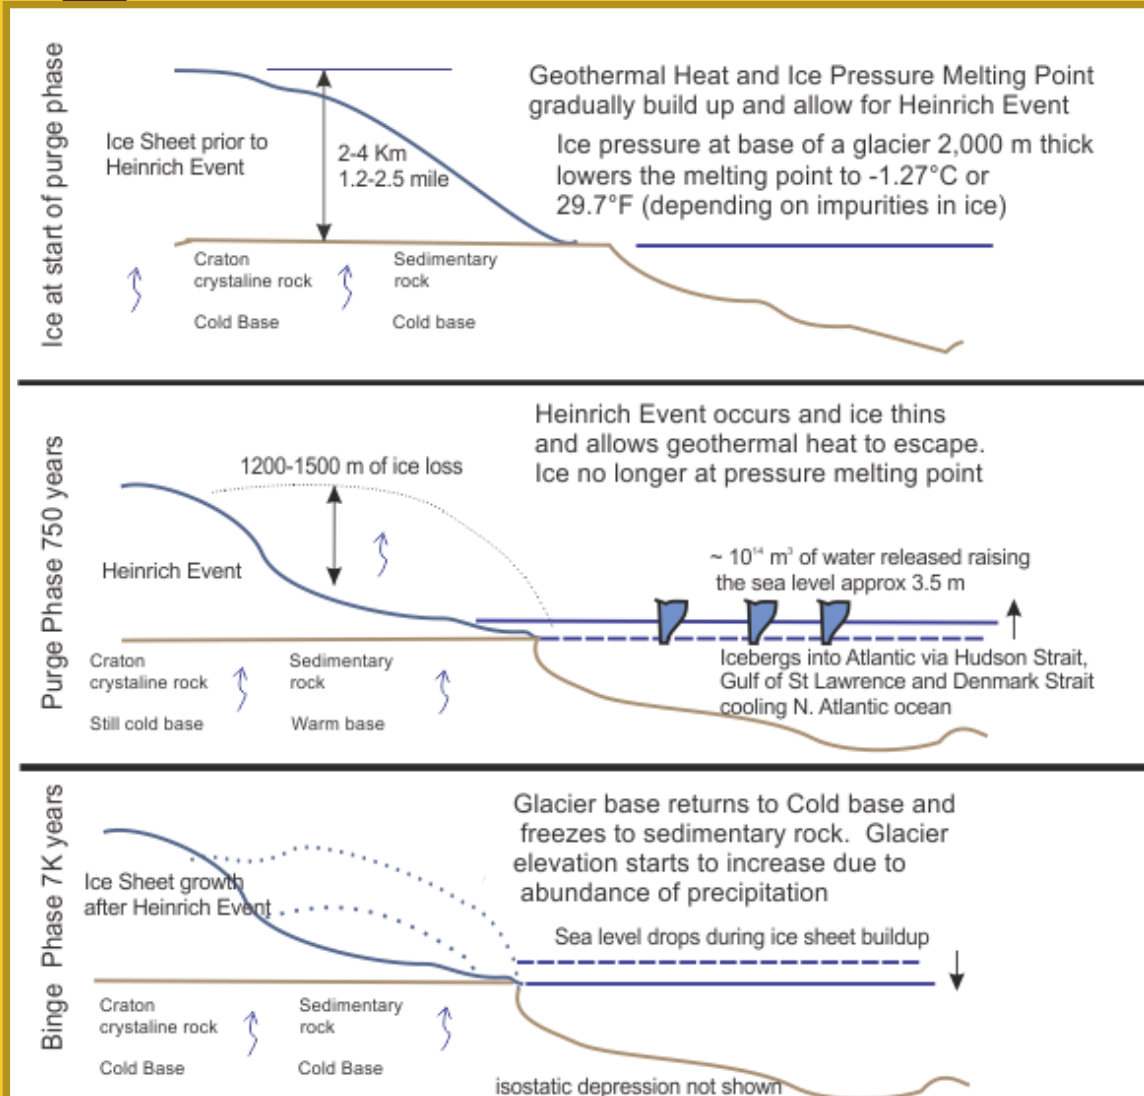 Ice at start of purge phase
Geothermal Heat and Ice Pressure Melting Point
gradually build up and allow for Heinrich Event
Ice Sheet prior to
Heinrich Event
2-4 Km
1.2-2.5 mile
Ice pressure at base of a glacier 2,000 m thick
lowers the melting point to -1.27°C or
29.7°F (depending on impurities in ice)
Craton
crystaline rock
Cold Base
Sedimentary
rock
Cold base
Purge Phase 750 years
Heinrich Event occurs and ice thins
and allows geothermal heat to escape.
Ice no longer at pressure melting point
1200-1500 m of ice loss
Heinrich Event
~ 10¹⁴ m³ of water released raising
the sea level approx 3.5 m
Icebergs into Atlantic via Hudson Strait,
Gulf of St Lawrence and Denmark Strait
cooling N. Atlantic ocean
Craton
crystaline rock
Still cold base
Sedimentary
rock
Warm base
Binge Phase 7K years
Glacier base returns to Cold base and
freezes to sedimentary rock. Glacier
elevation starts to increase due to
abundance of precipitation
Ice Sheet growth
after Heinrich Event
Sea level drops during ice sheet buildup
Craton
crystaline rock
Cold Base
Sedimentary
rock
Cold Base
isostatic depression not shown